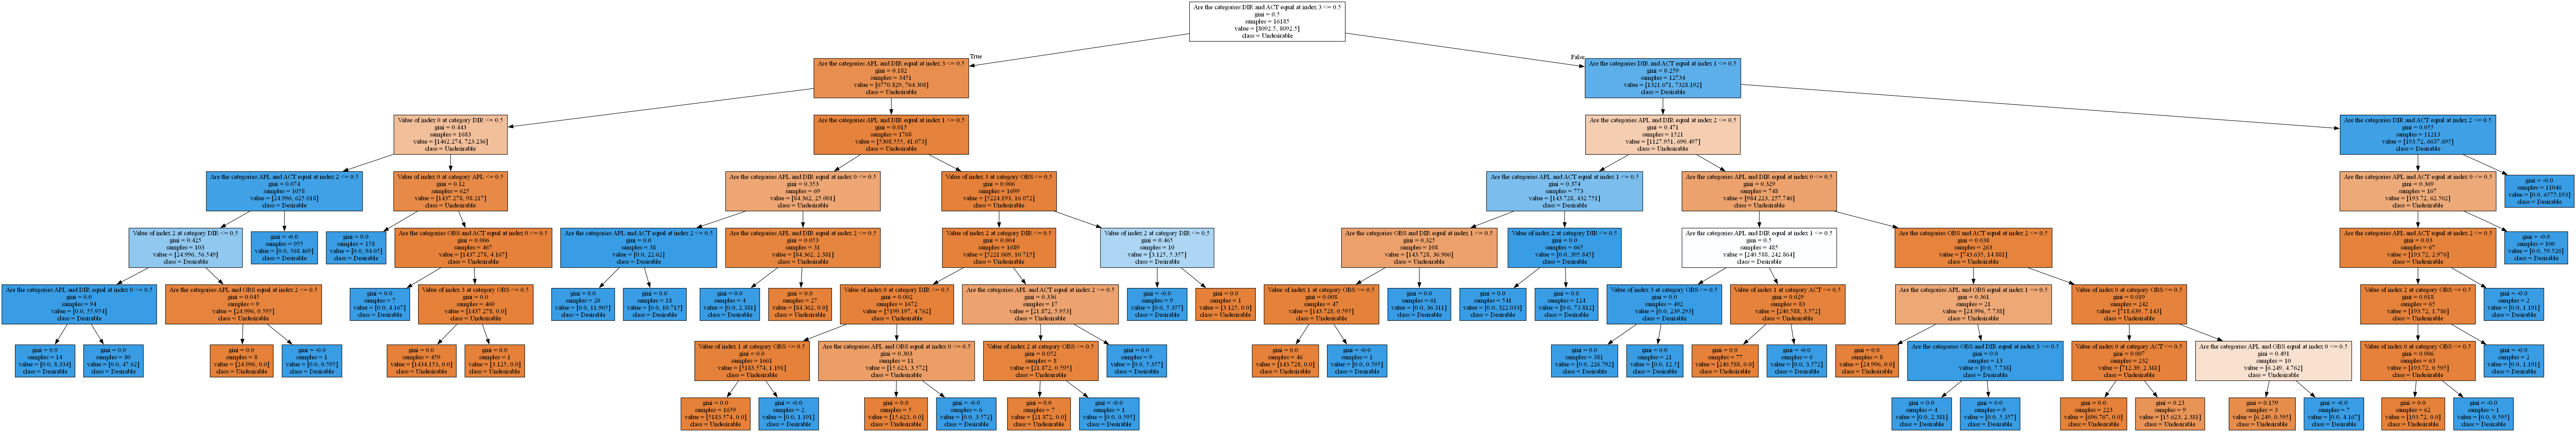 Are the categories DIR and ACT equal at index 3 <= 0.5
gini = 0.5
samples = 16185
value = [8092.5, 8092.5]
class = Undesirable
True
False
Are the categories APL and DIR equal at index 3 <= 0.5
gini = 0.182
samples = 3451
value = [6770.829, 764.308]
class = Undesirable
Are the categories DIR and ACT equal at index 1 <= 0.5
gini = 0.259
samples = 12734
value = [1321.671, 7328.192]
class = Desirable
Value of index 0 at category DIR <= 0.5
gini = 0.443
samples = 1683
value = [1462.274, 723.236]
class = Undesirable
Are the categories APL and DIR equal at index 1 <= 0.5
gini = 0.015
samples = 1768
value = [5308.555, 41.073]
class = Undesirable
Are the categories APL and DIR equal at index 2 <= 0.5
gini = 0.471
samples = 1521
value = [1127.951, 690.497]
class = Undesirable
Are the categories DIR and ACT equal at index 2 <= 0.5
gini = 0.055
samples = 11213
value = [193.72, 6637.695]
class = Desirable
Are the categories APL and ACT equal at index 2 <= 0.5
gini = 0.074
samples = 1058
value = [24.996, 625.018]
class = Desirable
Value of index 0 at category APL <= 0.5
gini = 0.12
samples = 625
value = [1437.278, 98.217]
class = Undesirable
Are the categories APL and DIR equal at index 0 <= 0.5
gini = 0.353
samples = 69
value = [84.362, 25.001]
class = Undesirable
Value of index 3 at category OBS <= 0.5
gini = 0.006
samples = 1699
value = [5224.193, 16.072]
class = Undesirable
Are the categories APL and ACT equal at index 1 <= 0.5
gini = 0.374
samples = 773
value = [143.728, 432.751]
class = Desirable
Are the categories APL and DIR equal at index 0 <= 0.5
gini = 0.329
samples = 748
value = [984.223, 257.746]
class = Undesirable
Are the categories APL and ACT equal at index 0 <= 0.5
gini = 0.369
samples = 167
value = [193.72, 62.502]
class = Undesirable
gini = -0.0
samples = 11046
value = [0.0, 6575.193]
class = Desirable
Value of index 2 at category DIR <= 0.5
gini = 0.425
samples = 103
value = [24.996, 56.549]
class = Desirable
gini = -0.0
samples = 955
value = [0.0, 568.469]
class = Desirable
gini = 0.0
samples = 158
value = [0.0, 94.05]
class = Desirable
Are the categories OBS and ACT equal at index 0 <= 0.5
gini = 0.006
samples = 467
value = [1437.278, 4.167]
class = Undesirable
Are the categories APL and ACT equal at index 2 <= 0.5
gini = 0.0
samples = 38
value = [0.0, 22.62]
class = Desirable
Are the categories APL and DIR equal at index 2 <= 0.5
gini = 0.053
samples = 31
value = [84.362, 2.381]
class = Undesirable
Value of index 2 at category DIR <= 0.5
gini = 0.004
samples = 1689
value = [5221.069, 10.715]
class = Undesirable
Value of index 2 at category DIR <= 0.5
gini = 0.465
samples = 10
value = [3.125, 5.357]
class = Desirable
Are the categories OBS and DIR equal at index 1 <= 0.5
gini = 0.325
samples = 108
value = [143.728, 36.906]
class = Undesirable
Value of index 2 at category DIR <= 0.5
gini = 0.0
samples = 665
value = [0.0, 395.845]
class = Desirable
Are the categories APL and DIR equal at index 1 <= 0.5
gini = 0.5
samples = 485
value = [240.588, 242.864]
class = Desirable
Are the categories OBS and ACT equal at index 2 <= 0.5
gini = 0.038
samples = 263
value = [743.635, 14.881]
class = Undesirable
Are the categories APL and ACT equal at index 2 <= 0.5
gini = 0.03
samples = 67
value = [193.72, 2.976]
class = Undesirable
gini = -0.0
samples = 100
value = [0.0, 59.526]
class = Desirable
Are the categories APL and DIR equal at index 0 <= 0.5
gini = 0.0
samples = 94
value = [0.0, 55.954]
class = Desirable
Are the categories APL and OBS equal at index 2 <= 0.5
gini = 0.045
samples = 9
value = [24.996, 0.595]
class = Undesirable
gini = 0.0
samples = 7
value = [0.0, 4.167]
class = Desirable
Value of index 3 at category OBS <= 0.5
gini = 0.0
samples = 460
value = [1437.278, 0.0]
class = Undesirable
gini = 0.0
samples = 20
value = [0.0, 11.905]
class = Desirable
gini = 0.0
samples = 18
value = [0.0, 10.715]
class = Desirable
gini = 0.0
samples = 4
value = [0.0, 2.381]
class = Desirable
gini = 0.0
samples = 27
value = [84.362, 0.0]
class = Undesirable
Value of index 0 at category DIR <= 0.5
gini = 0.002
samples = 1672
value = [5199.197, 4.762]
class = Undesirable
Are the categories APL and ACT equal at index 2 <= 0.5
gini = 0.336
samples = 17
value = [21.872, 5.953]
class = Undesirable
gini = -0.0
samples = 9
value = [0.0, 5.357]
class = Desirable
gini = 0.0
samples = 1
value = [3.125, 0.0]
class = Undesirable
Value of index 1 at category OBS <= 0.5
gini = 0.008
samples = 47
value = [143.728, 0.595]
class = Undesirable
gini = 0.0
samples = 61
value = [0.0, 36.311]
class = Desirable
gini = 0.0
samples = 541
value = [0.0, 322.033]
class = Desirable
gini = 0.0
samples = 124
value = [0.0, 73.812]
class = Desirable
Value of index 3 at category OBS <= 0.5
gini = 0.0
samples = 402
value = [0.0, 239.293]
class = Desirable
Value of index 1 at category ACT <= 0.5
gini = 0.029
samples = 83
value = [240.588, 3.572]
class = Undesirable
Are the categories APL and OBS equal at index 1 <= 0.5
gini = 0.361
samples = 21
value = [24.996, 7.738]
class = Undesirable
Value of index 0 at category OBS <= 0.5
gini = 0.019
samples = 242
value = [718.639, 7.143]
class = Undesirable
Value of index 2 at category OBS <= 0.5
gini = 0.018
samples = 65
value = [193.72, 1.786]
class = Undesirable
gini = -0.0
samples = 2
value = [0.0, 1.191]
class = Desirable
gini = 0.0
samples = 14
value = [0.0, 8.334]
class = Desirable
gini = 0.0
samples = 80
value = [0.0, 47.62]
class = Desirable
gini = 0.0
samples = 8
value = [24.996, 0.0]
class = Undesirable
gini = -0.0
samples = 1
value = [0.0, 0.595]
class = Desirable
gini = 0.0
samples = 459
value = [1434.153, 0.0]
class = Undesirable
gini = 0.0
samples = 1
value = [3.125, 0.0]
class = Undesirable
Value of index 1 at category OBS <= 0.5
gini = 0.0
samples = 1661
value = [5183.574, 1.191]
class = Undesirable
Are the categories APL and OBS equal at index 0 <= 0.5
gini = 0.303
samples = 11
value = [15.623, 3.572]
class = Undesirable
Value of index 2 at category OBS <= 0.5
gini = 0.052
samples = 8
value = [21.872, 0.595]
class = Undesirable
gini = 0.0
samples = 9
value = [0.0, 5.357]
class = Desirable
gini = 0.0
samples = 46
value = [143.728, 0.0]
class = Undesirable
gini = -0.0
samples = 1
value = [0.0, 0.595]
class = Desirable
gini = 0.0
samples = 381
value = [0.0, 226.792]
class = Desirable
gini = 0.0
samples = 21
value = [0.0, 12.5]
class = Desirable
gini = 0.0
samples = 77
value = [240.588, 0.0]
class = Undesirable
gini = -0.0
samples = 6
value = [0.0, 3.572]
class = Desirable
gini = 0.0
samples = 8
value = [24.996, 0.0]
class = Undesirable
Are the categories OBS and DIR equal at index 3 <= 0.5
gini = 0.0
samples = 13
value = [0.0, 7.738]
class = Desirable
Value of index 0 at category ACT <= 0.5
gini = 0.007
samples = 232
value = [712.39, 2.381]
class = Undesirable
Are the categories APL and OBS equal at index 0 <= 0.5
gini = 0.491
samples = 10
value = [6.249, 4.762]
class = Undesirable
Value of index 0 at category OBS <= 0.5
gini = 0.006
samples = 63
value = [193.72, 0.595]
class = Undesirable
gini = -0.0
samples = 2
value = [0.0, 1.191]
class = Desirable
gini = 0.0
samples = 1659
value = [5183.574, 0.0]
class = Undesirable
gini = -0.0
samples = 2
value = [0.0, 1.191]
class = Desirable
gini = 0.0
samples = 5
value = [15.623, 0.0]
class = Undesirable
gini = -0.0
samples = 6
value = [0.0, 3.572]
class = Desirable
gini = 0.0
samples = 7
value = [21.872, 0.0]
class = Undesirable
gini = -0.0
samples = 1
value = [0.0, 0.595]
class = Desirable
gini = 0.0
samples = 4
value = [0.0, 2.381]
class = Desirable
gini = 0.0
samples = 9
value = [0.0, 5.357]
class = Desirable
gini = 0.0
samples = 223
value = [696.767, 0.0]
class = Undesirable
gini = 0.23
samples = 9
value = [15.623, 2.381]
class = Undesirable
gini = 0.159
samples = 3
value = [6.249, 0.595]
class = Undesirable
gini = -0.0
samples = 7
value = [0.0, 4.167]
class = Desirable
gini = 0.0
samples = 62
value = [193.72, 0.0]
class = Undesirable
gini = -0.0
samples = 1
value = [0.0, 0.595]
class = Desirable